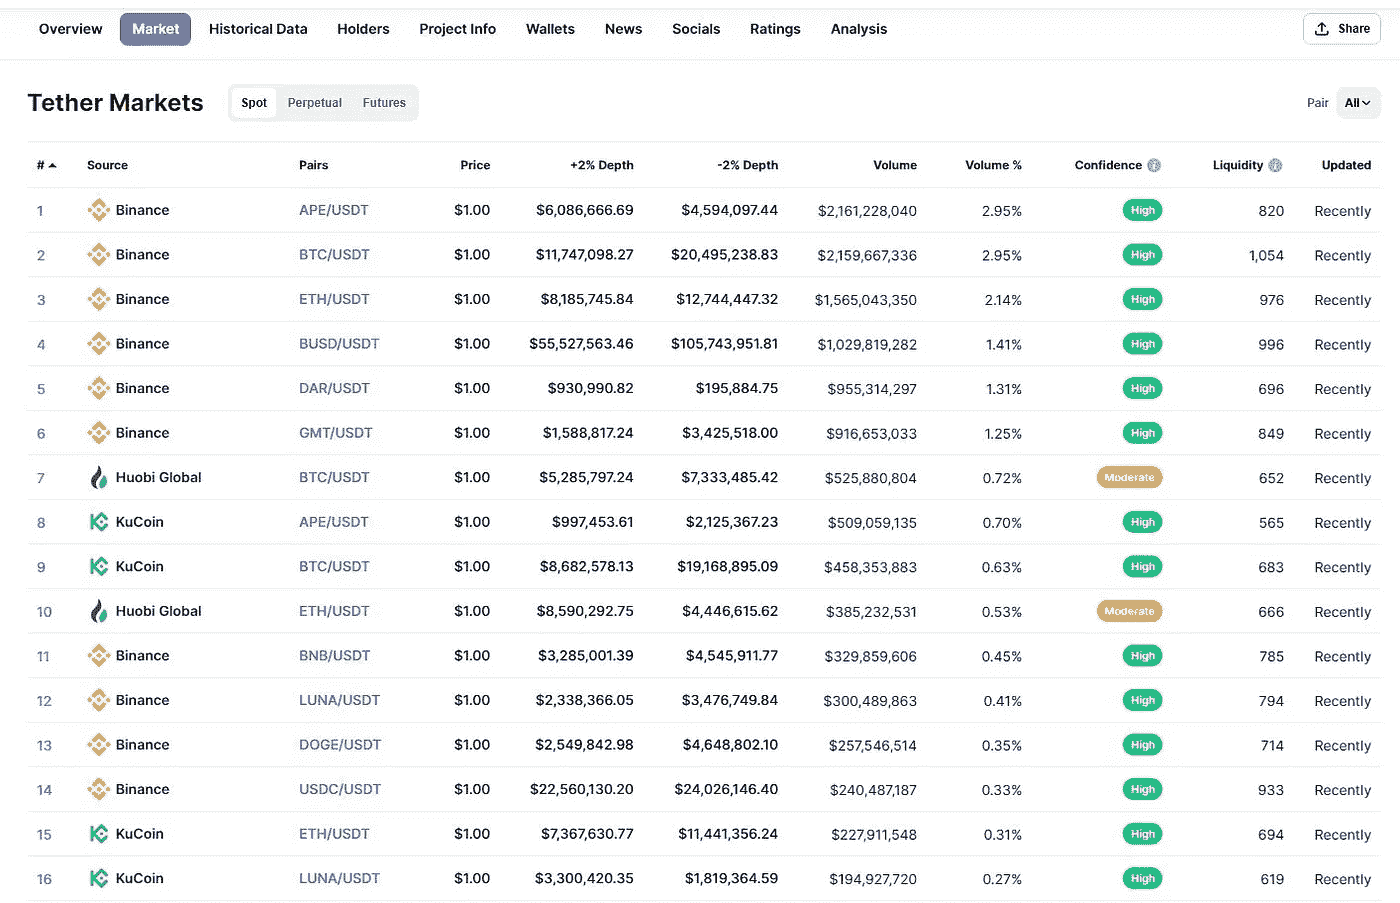 Overview Market Historical Data Holders Project Info Wallets News Socials Ratings Analysis Share
Tether Markets Spot Perpetual Futures Pair All
# Source Pairs Price +2% Depth -2% Depth Volume Volume % Confidence Liquidity Updated
1 Binance APE/USDT $1.00 $6,086,666.69 $4,594,097.44 $2,161,228,040 2.95% High 820 Recently
2 Binance BTC/USDT $1.00 $11,747,098.27 $20,495,238.83 $2,159,667,336 2.95% High 1,054 Recently
3 Binance ETH/USDT $1.00 $8,185,745.84 $12,744,447.32 $1,565,043,350 2.14% High 976 Recently
4 Binance BUSD/USDT $1.00 $55,527,563.46 $105,743,951.81 $1,029,819,282 1.41% High 996 Recently
5 Binance DAR/USDT $1.00 $930,990.82 $195,884.75 $955,314,297 1.31% High 696 Recently
6 Binance GMT/USDT $1.00 $1,588,817.24 $3,425,518.00 $916,653,033 1.25% High 849 Recently
7 Huobi Global BTC/USDT $1.00 $5,285,797.24 $7,333,485.42 $525,880,804 0.72% Moderate 652 Recently
8 KuCoin APE/USDT $1.00 $997,453.61 $2,125,367.23 $509,059,135 0.70% High 565 Recently
9 KuCoin BTC/USDT $1.00 $8,682,578.13 $19,168,895.09 $458,353,883 0.63% High 683 Recently
10 Huobi Global ETH/USDT $1.00 $8,590,292.75 $4,446,615.62 $385,232,531 0.53% Moderate 666 Recently
11 Binance BNB/USDT $1.00 $3,285,001.39 $4,545,911.77 $329,859,606 0.45% High 785 Recently
12 Binance LUNA/USDT $1.00 $2,338,366.05 $3,476,749.84 $300,489,863 0.41% High 794 Recently
13 Binance DOGE/USDT $1.00 $2,549,842.98 $4,648,802.10 $257,546,514 0.35% High 714 Recently
14 Binance USDC/USDT $1.00 $22,560,130.20 $24,026,146.40 $240,487,187 0.33% High 933 Recently
15 KuCoin ETH/USDT $1.00 $7,367,630.77 $11,441,356.24 $227,911,548 0.31% High 694 Recently
16 KuCoin LUNA/USDT $1.00 $3,300,420.35 $1,819,364.59 $194,927,720 0.27% High 619 Recently